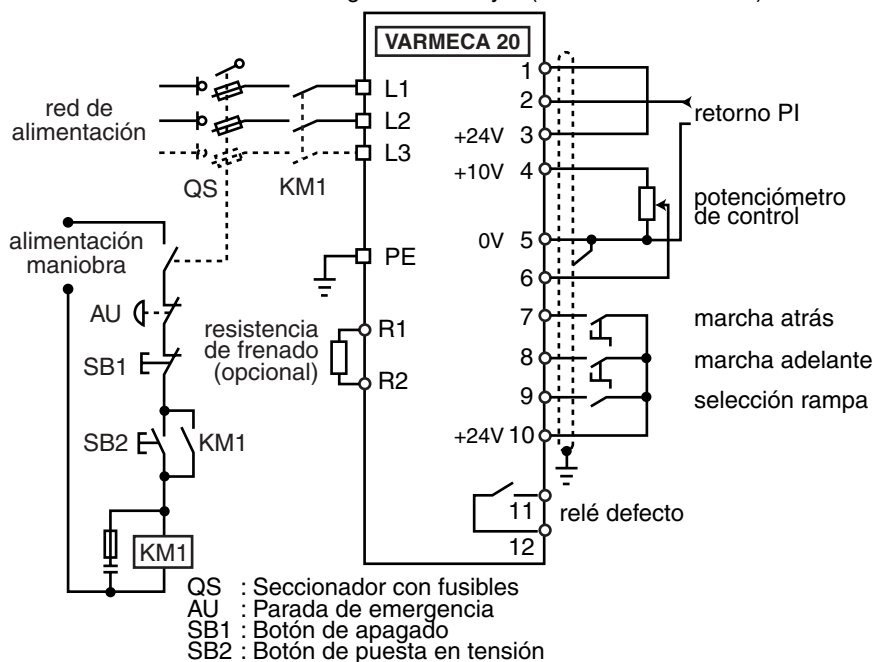 VARMECA 20
red de
alimentación
QS
KM1
L1
L2
L3
PE
R1
R2
alimentación
maniobra
AU
SB1
SB2
KM1
KM1
resistencia
de frenado
(opcional)
1
2
+24V 3
+10V 4
0V 5
6
7
8
9
+24V 10
11
12
retorno PI
potenciómetro
de control
marcha atrás
marcha adelante
selección rampa
relé defecto
QS : Seccionador con fusibles
AU : Parada de emergencia
SB1 : Botón de apagado
SB2 : Botón de puesta en tensión